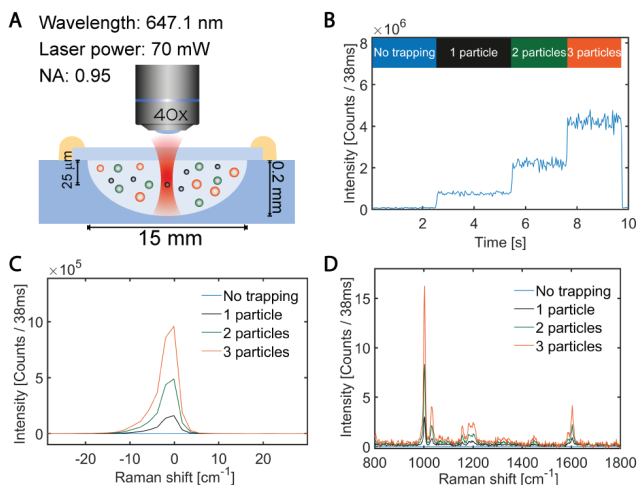 A
Wavelength: 647.1 nm
Laser power: 70 mW
NA: 0.95
40x
25 μm
0.2 mm
15 mm
B
×10⁶
No trapping 1 particle 2 particles 3 particles
8
6
4
2
0
2 4 6 8 10
Intensity [Counts / 38ms]
Time [s]
C
×10⁵
10
5
0
-20 -10 0 10 20
Intensity [Counts / 38ms]
Raman shift [cm⁻¹]
No trapping
1 particle
2 particles
3 particles
D
15
10
5
0
800 1000 1200 1400 1600 1800
Intensity [Counts / 38ms]
Raman shift [cm⁻¹]
No trapping
1 particle
2 particles
3 particles